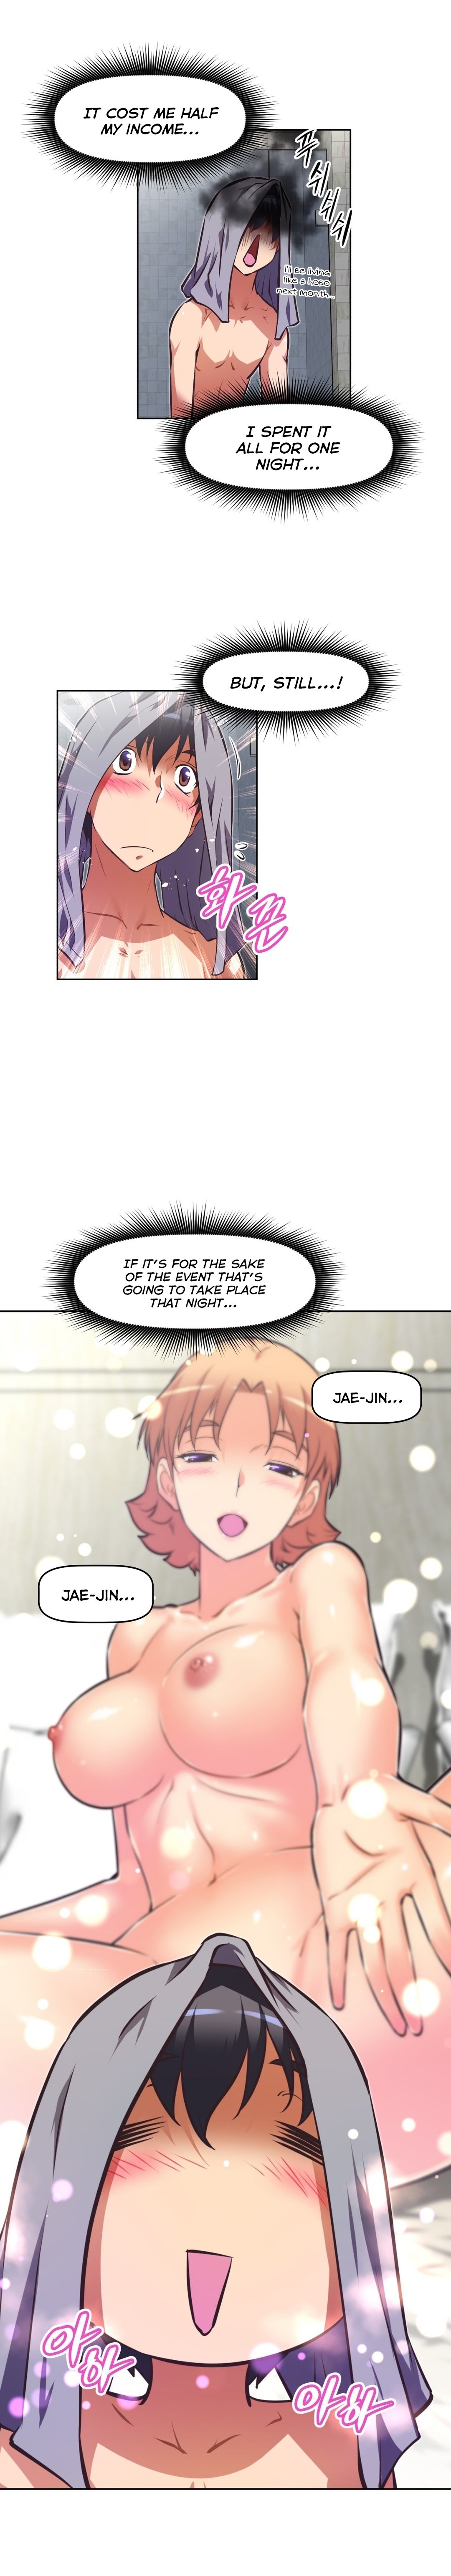 IT COST ME HALF
MY INCOME...
푸쉬쉬쉬
I'll be living
like a hobo
next month...
I SPENT IT
ALL FOR ONE
NIGHT...
BUT, STILL...!
화끈
IF IT'S FOR THE SAKE
OF THE EVENT THAT'S
GOING TO TAKE PLACE
THAT NIGHT...
JAE-JIN...
JAE-JIN...
아하
아하